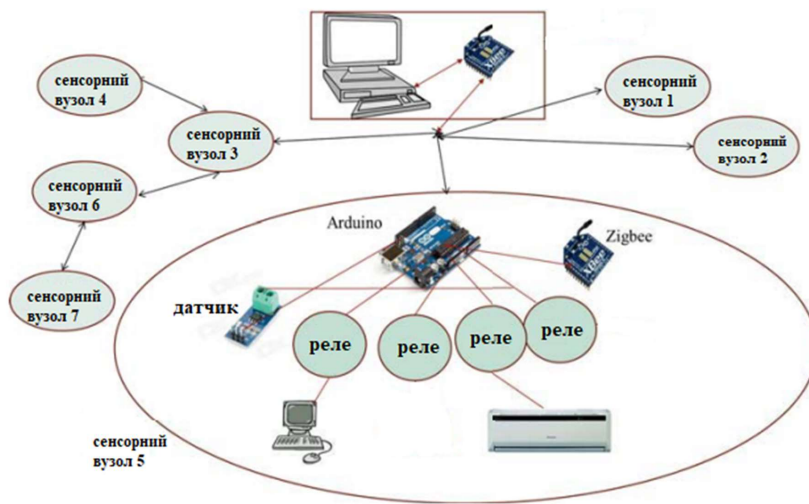 сенсорний
вузол 4
сенсорний
вузол 3
сенсорний
вузол 1
сенсорний
вузол 2
сенсорний
вузол 6
сенсорний
вузол 7
Arduino
Zigbee
датчик
реле
реле
реле
реле
сенсорний
вузол 5